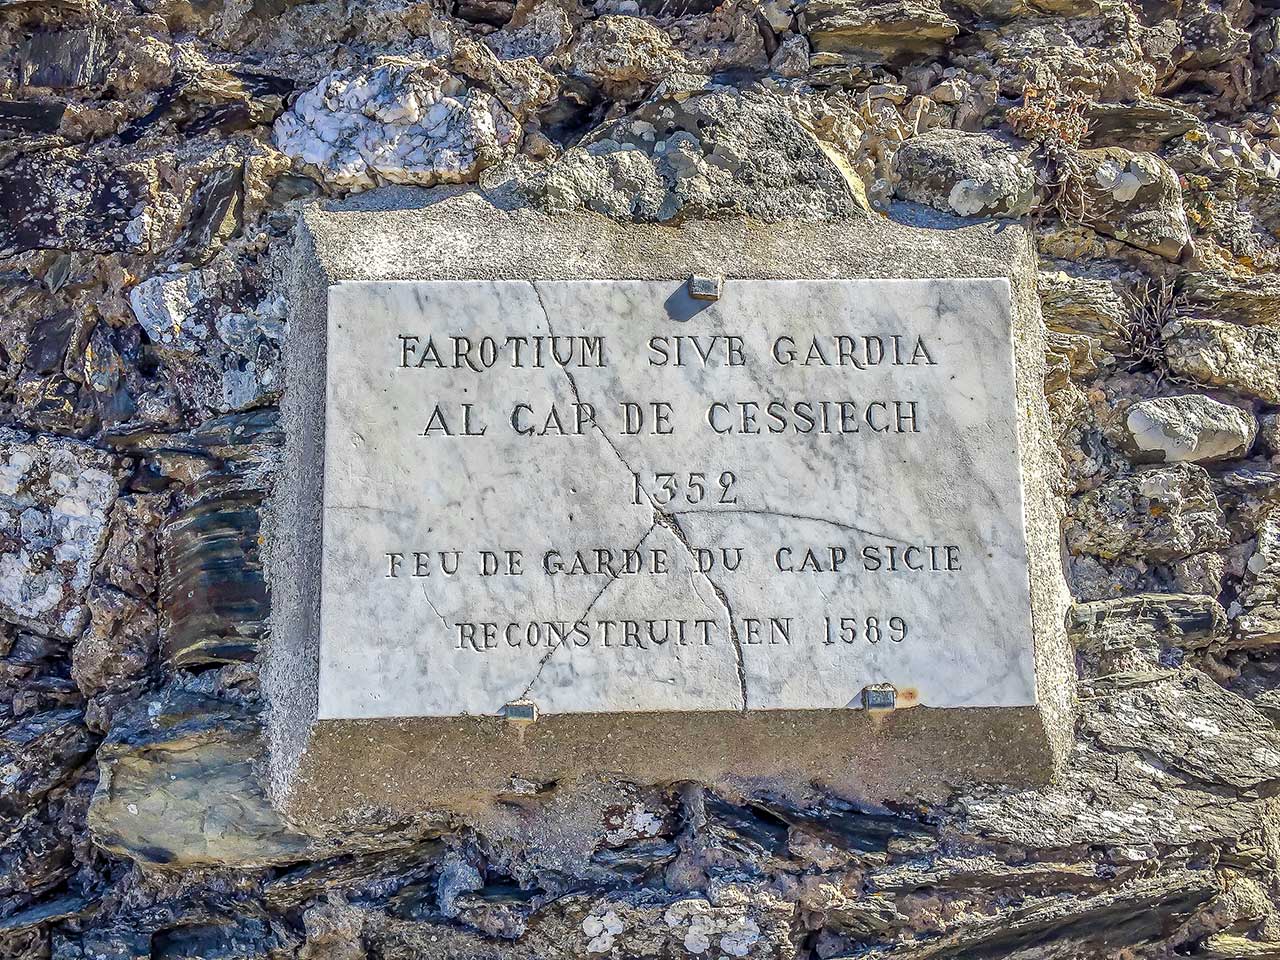 FAROTIUM SIVE GARDIA
AL CAP DE CESSIECH
1352
FEU DE GARDE DU CAP SICIE
RECONSTRUIT EN 1589